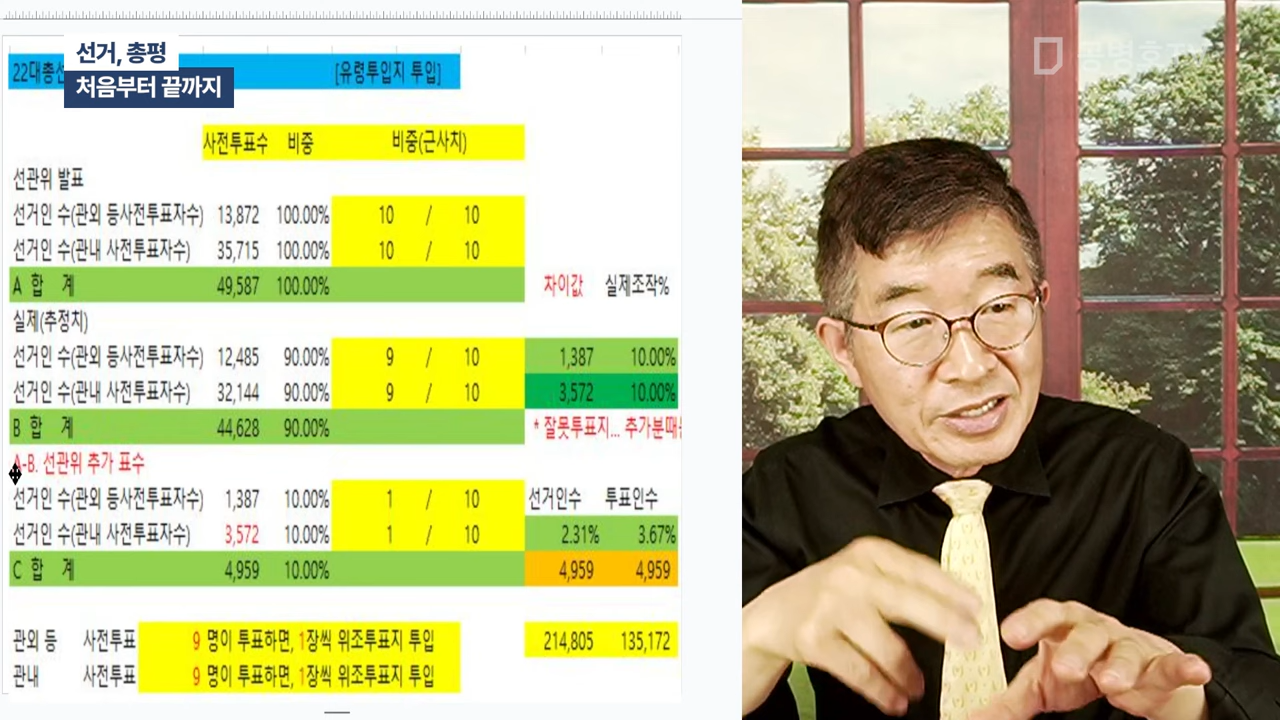 선거, 총평
처음부터 끝까지
22대총선 [유령투입지 투입]
사전투표수 비중 비중(근사치)
선관위 발표
선거인 수(관외 등사전투표자수) 13,872 100.00% 10 / 10
선거인 수(관내 사전투표자수) 35,715 100.00% 10 / 10
A 합 계 49,587 100.00% 차이값 실제조작%
실제(추정치)
선거인 수(관외 등사전투표자수) 12,485 90.00% 9 / 10 1,387 10.00%
선거인 수(관내 사전투표자수) 32,144 90.00% 9 / 10 3,572 10.00%
B 합 계 44,628 90.00% * 잘못투표지... 추가분때
A-B. 선관위 추가 표수
선거인 수(관외 등사전투표자수) 1,387 10.00% 1 / 10 선거인수 투표인수
선거인 수(관내 사전투표자수) 3,572 10.00% 1 / 10 2.31% 3.67%
C 합 계 4,959 10.00% 4,959 4,959
관외 등 사전투표 9 명이 투표하면, 1장씩 위조투표지 투입 214,805 135,172
관내 사전투표 9 명이 투표하면, 1장씩 위조투표지 투입